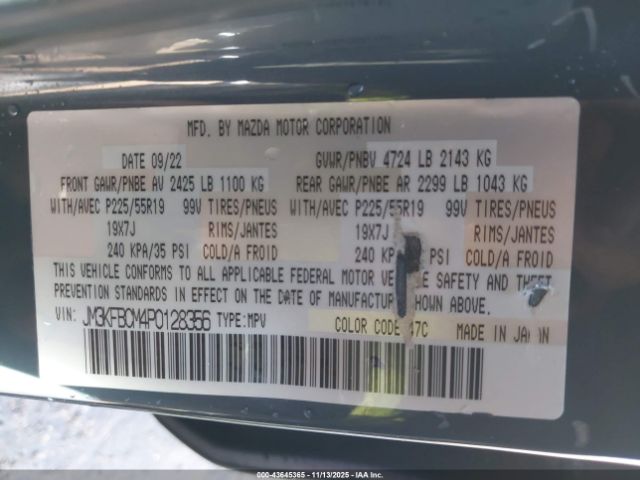 MFD. BY MAZDA MOTOR CORPORATION
DATE 09/22 GVWR/PNBV 4724 LB 2143 KG
FRONT GAWR/PNBE AV 2425 LB 1100 KG REAR GAWR/PNBE AR 2299 LB 1043 KG
WITH/AVEC P225/55R19 99V TIRES/PNEUS WITH/AVEC P225/55R19 99V TIRES/PNEUS
19X7J RIMS/JANTES 19X7J RIMS/JANTES
240 KPA/35 PSI COLD/A FROID 240 KP PSI COLD/A FROID
THIS VEHICLE CONFORMS TO ALL APPLICABLE FEDERAL MOTOR VEHICLE SAFETY AND THEFT
PREVENTION STANDARDS IN EFFECT ON THE DATE OF MANUFACTURE SHOWN ABOVE.
VIN: JM3KFBCM4P0128356 TYPE: MPV COLOR CODE: 47C MADE IN JAPAN
000-43645365 - 11/13/2025 - IAA Inc.